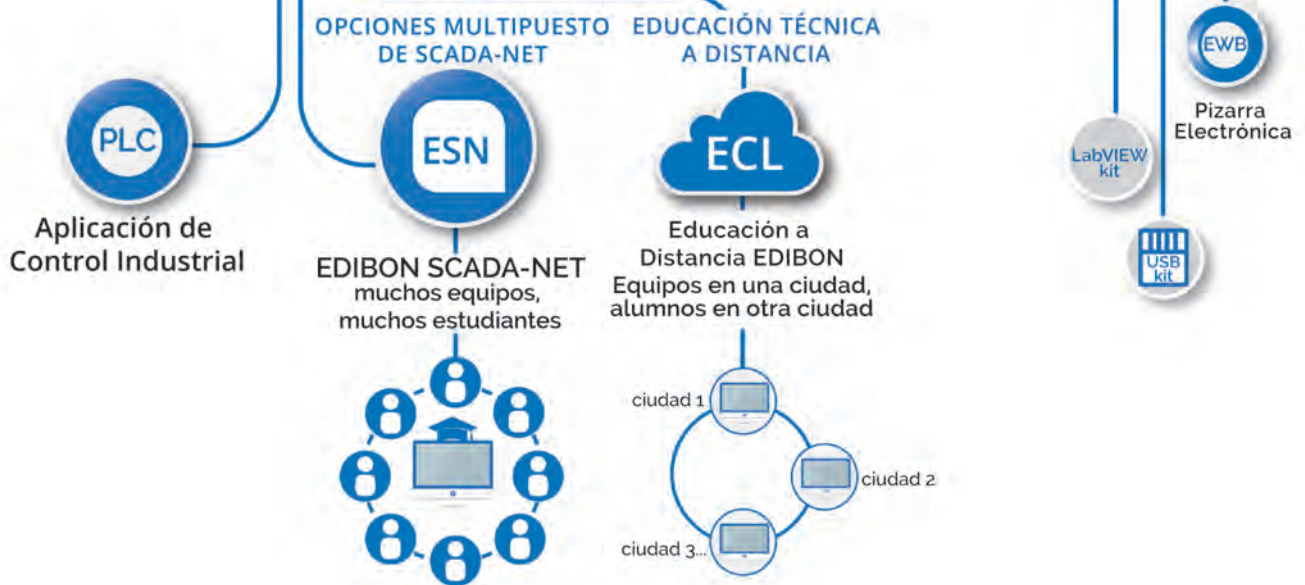 OPCIONES MULTIPUESTO
DE SCADA-NET
EDUCACIÓN TÉCNICA
A DISTANCIA
PLC
Aplicación de
Control Industrial
ESN
EDIBON SCADA-NET
muchos equipos,
muchos estudiantes
ECL
Educación a
Distancia EDIBON
Equipos en una ciudad,
alumnos en otra ciudad
ciudad 1
ciudad 2
ciudad 3...
EWB
Pizarra
Electrónica
LabVIEW
kit
USB
kit